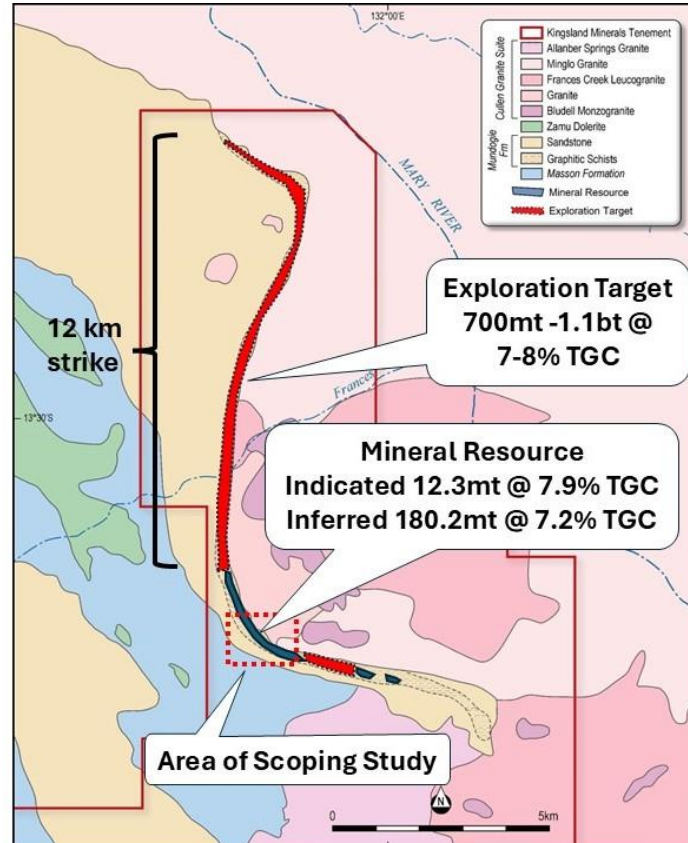 132°00'E
Kingsland Minerals Tenement
Cullen Granite Suite
Allanber Springs Granite
Minglo Granite
Frances Creek Leucogranite
Granite
Bludell Monzogranite
Zamu Dolerite
Mundogie Fm
Sandstone
Graphitic Schists
Masson Formation
Mineral Resource
Exploration Target
MARY RIVER
12 km
strike
Exploration Target
700mt -1.1bt @
7-8% TGC
Frances
13°30'S
Mineral Resource
Indicated 12.3mt @ 7.9% TGC
Inferred 180.2mt @ 7.2% TGC
Area of Scoping Study
N
0
5km